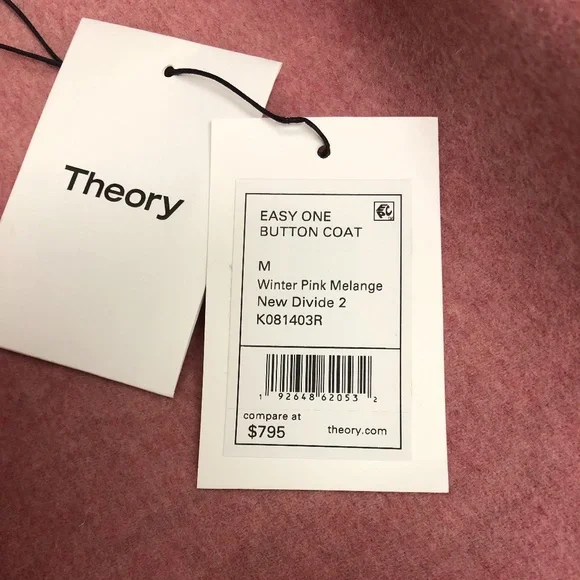 Theory
EASY ONE
BUTTON COAT
M
Winter Pink Melange
New Divide 2
K081403R
1 92648 62053 2
compare at
$795
theory.com